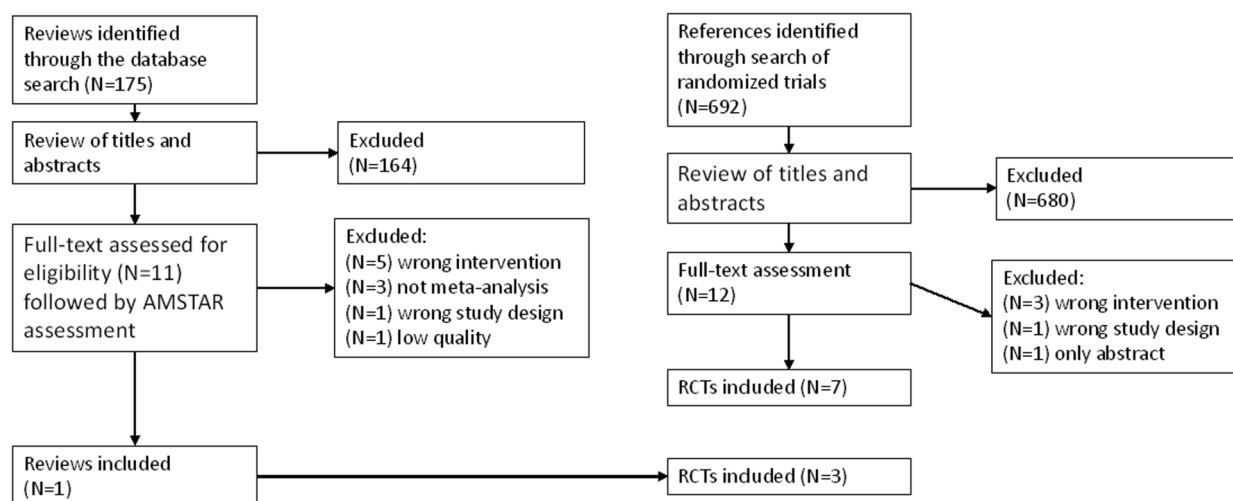 Reviews identified
through the database
search (N=175)
Review of titles and
abstracts
Excluded
(N=164)
Full-text assessed for
eligibility (N=11)
followed by AMSTAR
assessment
Excluded:
(N=5) wrong intervention
(N=3) not meta-analysis
(N=1) wrong study design
(N=1) low quality
Reviews included
(N=1)
References identified
through search of
randomized trials
(N=692)
Review of titles and
abstracts
Excluded
(N=680)
Full-text assessment
(N=12)
Excluded:
(N=3) wrong intervention
(N=1) wrong study design
(N=1) only abstract
RCTs included (N=7)
RCTs included (N=3)